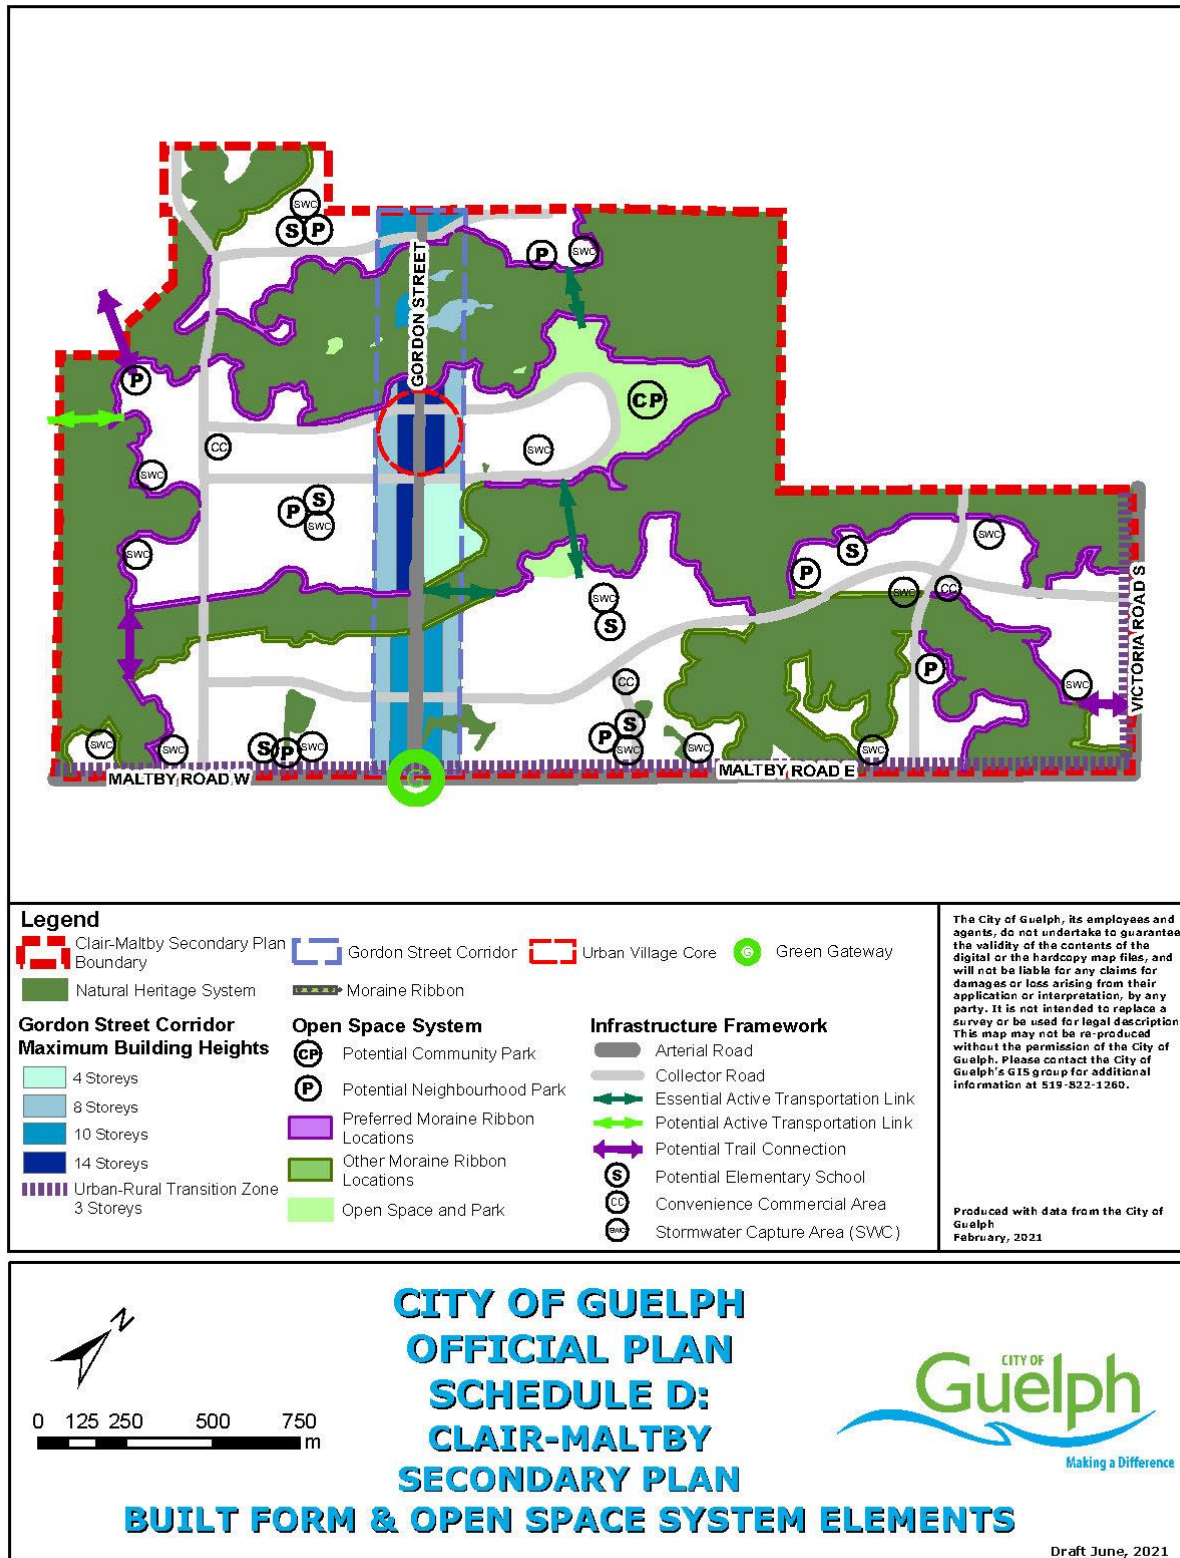 SWC
S P
P SWC
GORDON STREET
P
CP
CC
SWC
SWC
S
P
SWC
SWC
S
SWC
SWC
P
SWC
S
SWC CC
P
CC
SWC
VICTORIA ROAD S
S
P
SWC SWC S P SWC SWC SWC SWC
MALTBY ROAD W
G
MALTBY ROAD E
Legend
Clair-Maltby Secondary Plan
Boundary
Gordon Street Corridor
Urban Village Core
G
Green Gateway
Natural Heritage System
Moraine Ribbon
Gordon Street Corridor
Maximum Building Heights
4 Storeys
8 Storeys
10 Storeys
14 Storeys
Urban-Rural Transition Zone
3 Storeys
Open Space System
CP Potential Community Park
P Potential Neighbourhood Park
Preferred Moraine Ribbon
Locations
Other Moraine Ribbon
Locations
Open Space and Park
Infrastructure Framework
Arterial Road
Collector Road
Essential Active Transportation Link
Potential Active Transportation Link
Potential Trail Connection
S Potential Elementary School
CC Convenience Commercial Area
SWC Stormwater Capture Area (SWC)
The City of Guelph, its employees and
agents, do not undertake to guarantee
the validity of the contents of the
digital or the hardcopy map files, and
will not be liable for any claims for
damages or loss arising from their
application or interpretation, by any
party. It is not intended to replace a
survey or be used for legal description.
This map may not be re-produced
without the permission of the City of
Guelph. Please contact the City of
Guelph's GIS group for additional
information at 519-822-1260.
Produced with data from the City of
Guelph
February, 2021
N
0 125 250 500 750
m
CITY OF GUELPH
OFFICIAL PLAN
SCHEDULE D:
CLAIR-MALTBY
SECONDARY PLAN
BUILT FORM & OPEN SPACE SYSTEM ELEMENTS
CITY OF
Guelph
Making a Difference
Draft June, 2021